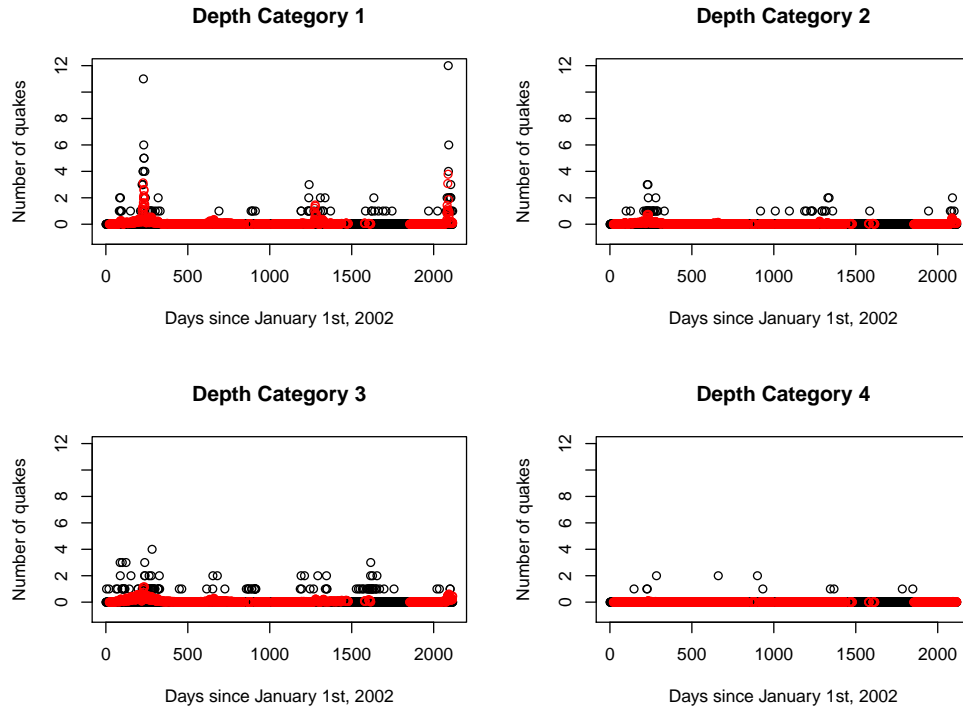 Depth Category 1
Number of quakes
0 2 4 6 8 12
0 500 1000 1500 2000
Days since January 1st, 2002
Depth Category 2
Number of quakes
0 2 4 6 8 12
0 500 1000 1500 2000
Days since January 1st, 2002
Depth Category 3
Number of quakes
0 2 4 6 8 12
0 500 1000 1500 2000
Days since January 1st, 2002
Depth Category 4
Number of quakes
0 2 4 6 8 12
0 500 1000 1500 2000
Days since January 1st, 2002